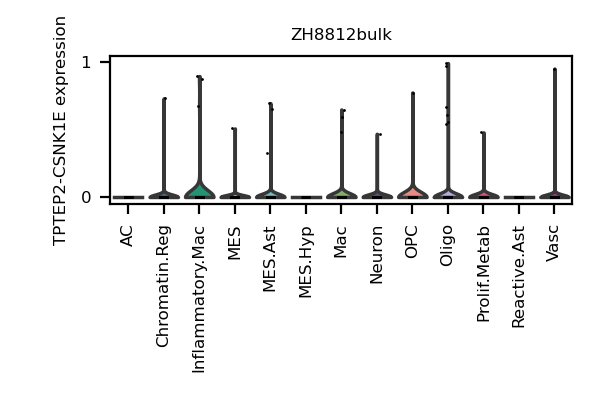 ZH8812bulk
TPTEP2-CSNK1E expression
1
0
AC
Chromatin.Reg
Inflammatory.Mac
MES
MES.Ast
MES.Hyp
Mac
Neuron
OPC
Oligo
Prolif.Metab
Reactive.Ast
Vasc